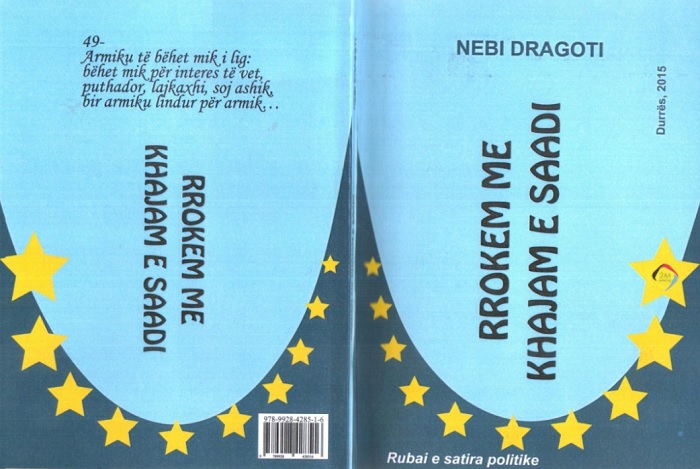 49-
Armiku të bëhet mik i lig:
bëhet mik për interes të vet,
puthador, lajkaxhi, soj ashik,
bir armiku lindur për armik...
RROKEM ME
KHAJAM E SAADI
978-9928-4285-1-6
NEBI DRAGOTI
Durrës, 2015
RROKEM ME
KHAJAM E SAADI
Rubai e satira politike